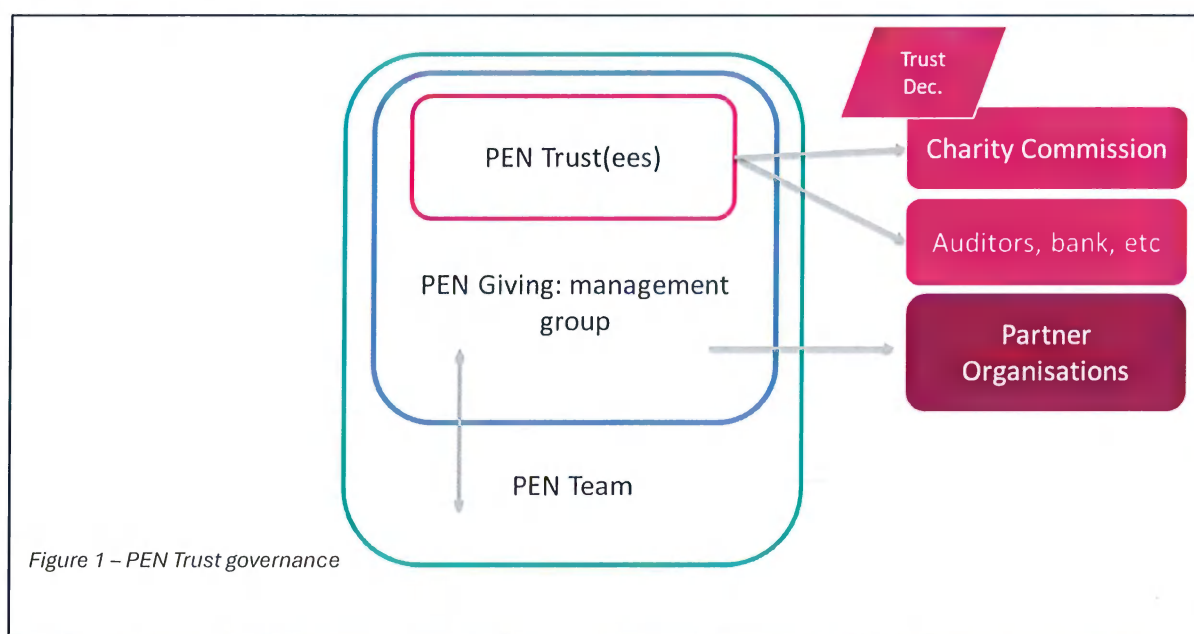 Trust
Dec.
PEN Trust(ees)
Charity Commission
Auditors, bank, etc
PEN Giving: management
group
Partner
Organisations
PEN Team
Figure 1 – PEN Trust governance